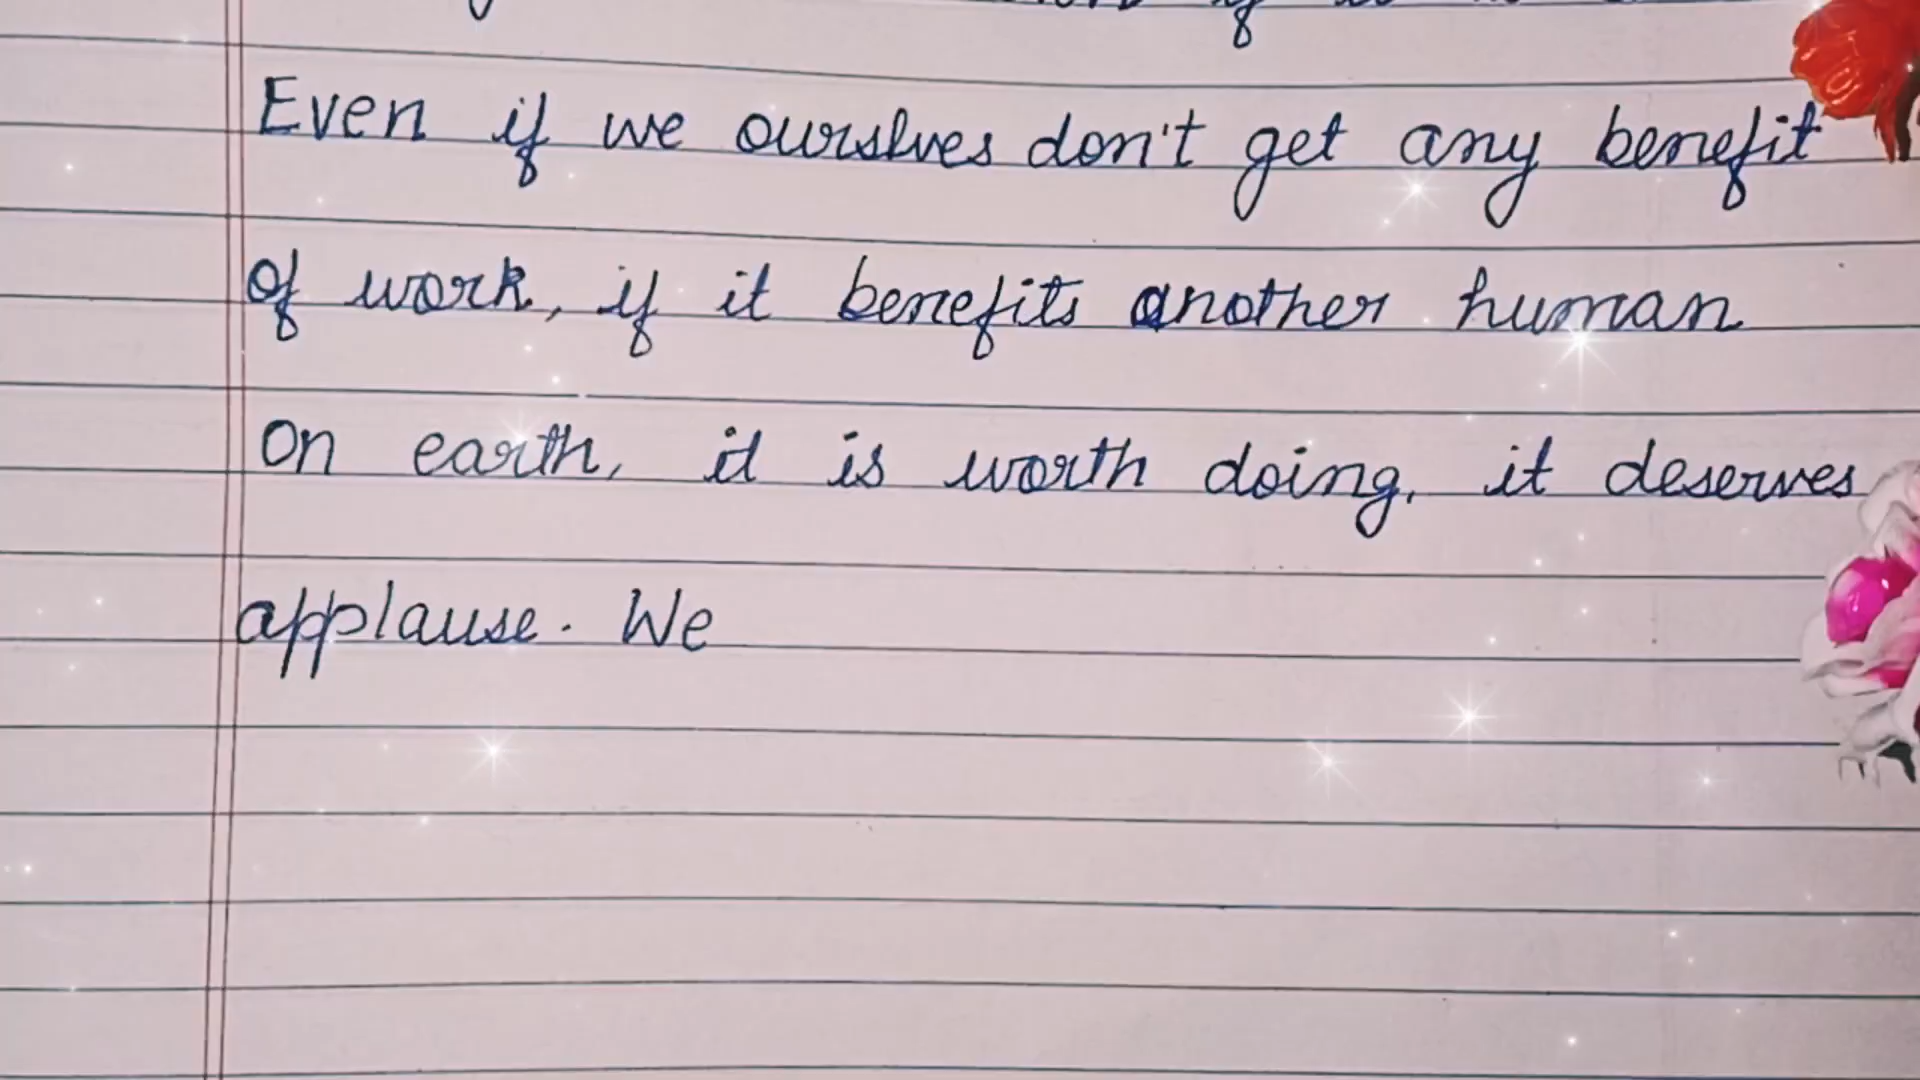 Even if we ourslves don't get any benefit
of work, if it benefits another human
on earth, it is worth doing, it deserves
applause. We